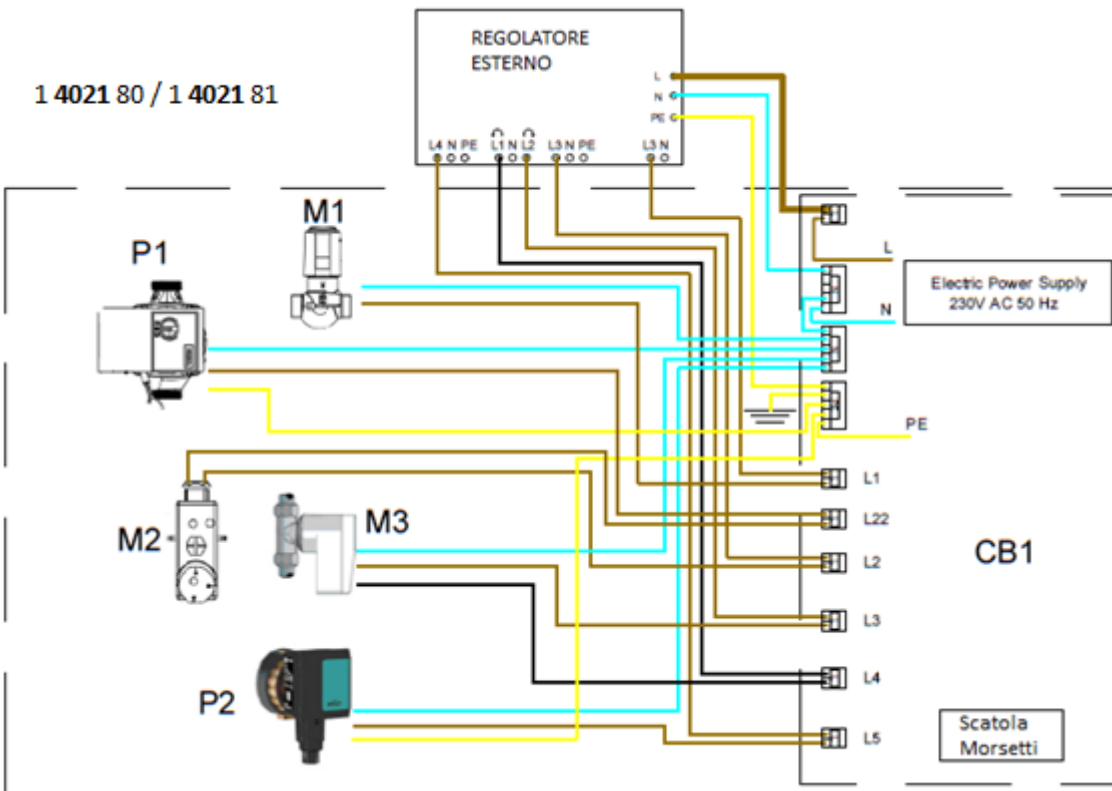 REGOLATORE
ESTERNO
1 4021 80 / 1 4021 81
L
N
PE
L4 N PE L1 N L2 L3 N PE L3 N
M1
P1
L
Electric Power Supply
230V AC 50 Hz
N
PE
L1
L22
M2
M3
L2
CB1
L3
L4
P2
L5
Scatola
Morsetti